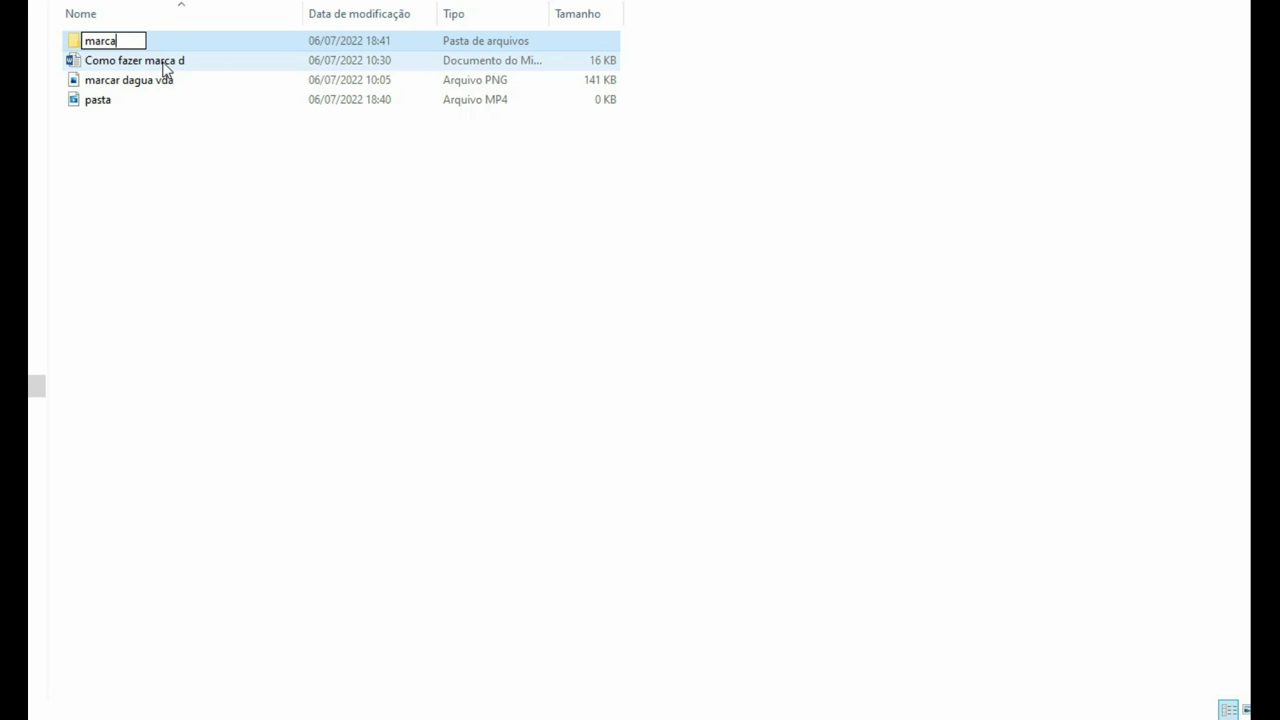 Nome Data de modificação Tipo Tamanho
marca 06/07/2022 18:41 Pasta de arquivos
Como fazer marca d 06/07/2022 10:30 Documento do Mi... 16 KB
marcar dagua vda 06/07/2022 10:05 Arquivo PNG 141 KB
pasta 06/07/2022 18:40 Arquivo MP4 0 KB